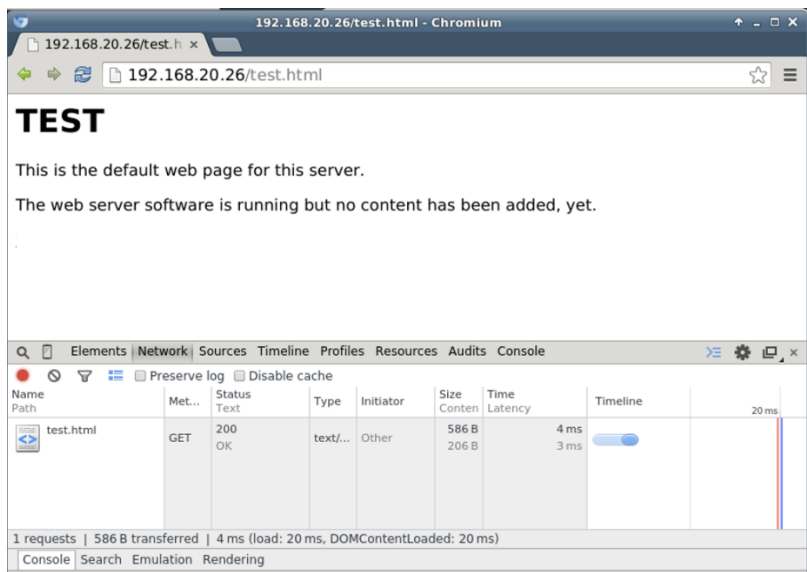 192.168.20.26/test.html - Chromium
192.168.20.26/test.h
192.168.20.26/test.html
TEST
This is the default web page for this server.
The web server software is running but no content has been added, yet.
Elements Network Sources Timeline Profiles Resources Audits Console
Preserve log Disable cache
Name Path Met... Status Text Type Initiator Size Conten Time Latency Timeline 20 ms
test.html GET 200 OK text/... Other 586 B 206 B 4 ms 3 ms
1 requests | 586 B transferred | 4 ms (load: 20 ms, DOMContentLoaded: 20 ms)
Console Search Emulation Rendering